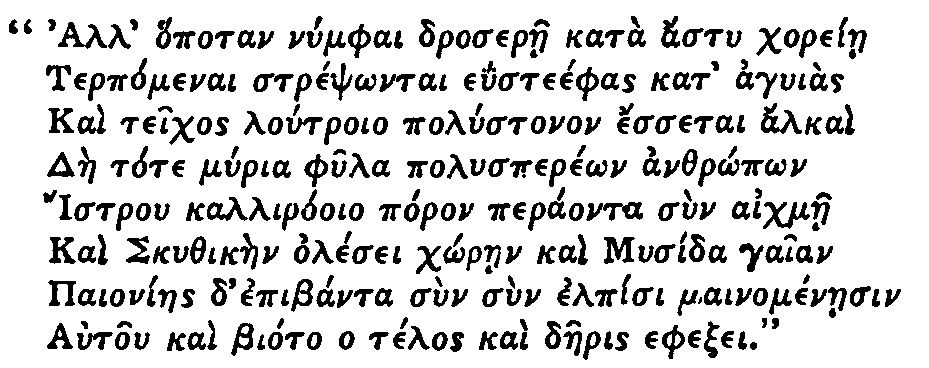 “ Ἀλλ’ ὅποταν νύμφαι δροσερῇ κατὰ ἄστυ χορείῃ
Τερπόμεναι στρέψωνται εὔστεέφας κατ’ ἀγυιὰς
Καὶ τεῖχος λούτροιο πολύστονον ἔσσεται ἄλκαὶ
Δὴ τότε μύρια φῦλα πολυσπερέων ἀνθρώπων
Ἴστρου καλλιρόοιο πόρον περάοντα σὺν αἰχμῇ
Καὶ Σκυθικὴν ὀλέσει χώρην καὶ Μυσίδα γαῖαν
Παιονίης δ’ἐπιβάντα σὺν σὺν ἐλπίσι μαινομένησιν
Αὐτοῦ καὶ βιότο ο τέλος καὶ δῆρις εφεξει.”